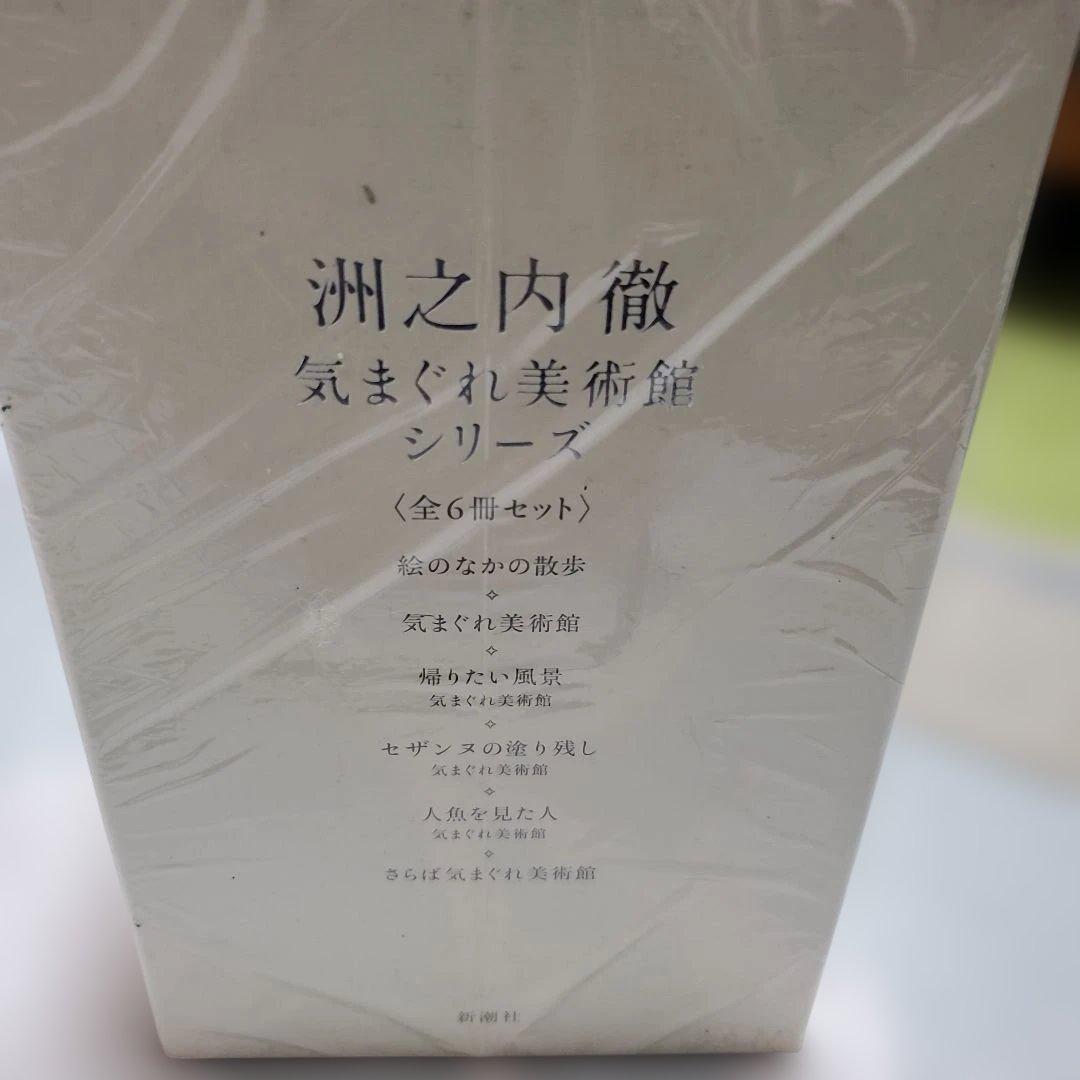 洲之内 徹
気まぐれ美術館
シリーズ
〈全6冊セット〉
絵のなかの散歩
気まぐれ美術館
帰りたい風景
気まぐれ美術館
セザンヌの塗り残し
気まぐれ美術館
人魚を見た人
気まぐれ美術館
さらば気まぐれ美術館
新潮社